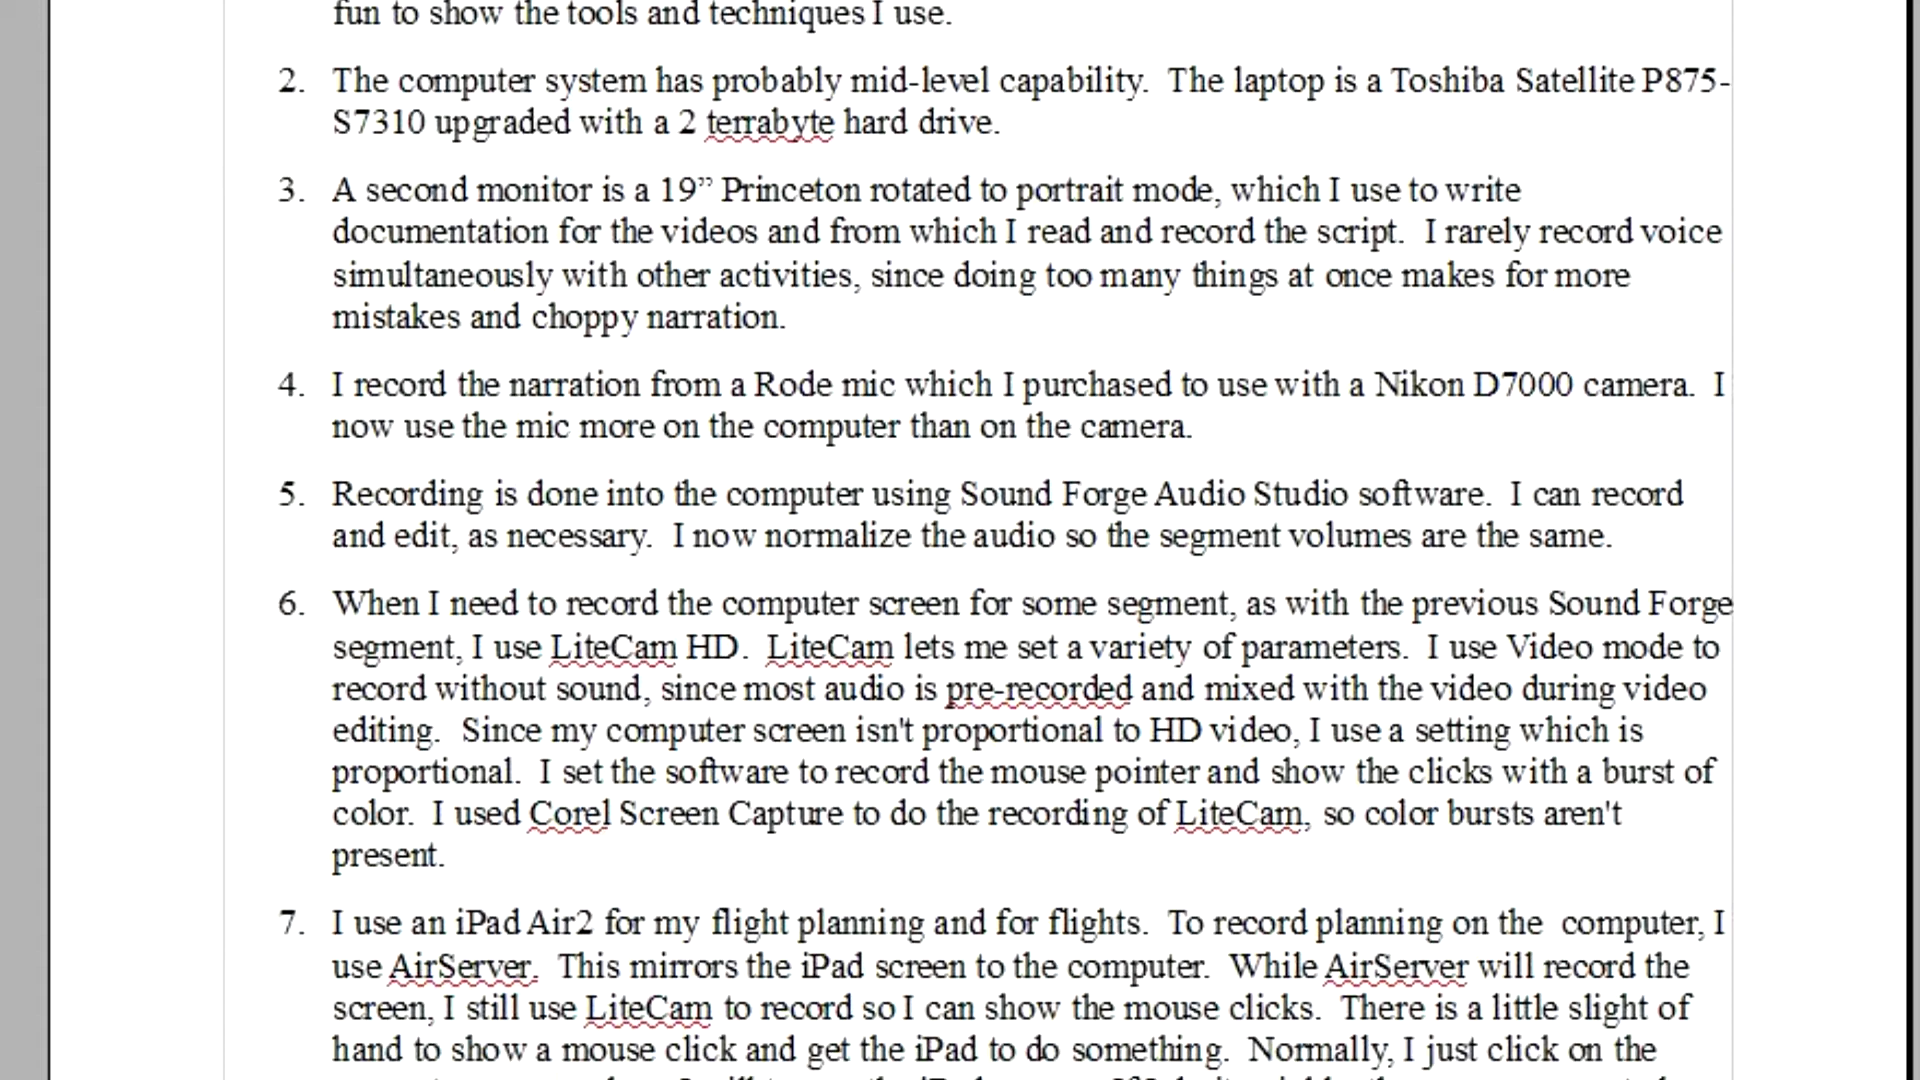 fun to show the tools and techniques I use.
2. The computer system has probably mid-level capability. The laptop is a Toshiba Satellite P875-
S7310 upgraded with a 2 terrabyte hard drive.
3. A second monitor is a 19” Princeton rotated to portrait mode, which I use to write
documentation for the videos and from which I read and record the script. I rarely record voice
simultaneously with other activities, since doing too many things at once makes for more
mistakes and choppy narration.
4. I record the narration from a Rode mic which I purchased to use with a Nikon D7000 camera. I
now use the mic more on the computer than on the camera.
5. Recording is done into the computer using Sound Forge Audio Studio software. I can record
and edit, as necessary. I now normalize the audio so the segment volumes are the same.
6. When I need to record the computer screen for some segment, as with the previous Sound Forge
segment, I use LiteCam HD. LiteCam lets me set a variety of parameters. I use Video mode to
record without sound, since most audio is pre-recorded and mixed with the video during video
editing. Since my computer screen isn't proportional to HD video, I use a setting which is
proportional. I set the software to record the mouse pointer and show the clicks with a burst of
color. I used Corel Screen Capture to do the recording of LiteCam, so color bursts aren't
present.
7. I use an iPad Air2 for my flight planning and for flights. To record planning on the computer, I
use AirServer. This mirrors the iPad screen to the computer. While AirServer will record the
screen, I still use LiteCam to record so I can show the mouse clicks. There is a little slight of
hand to show a mouse click and get the iPad to do something. Normally, I just click on the